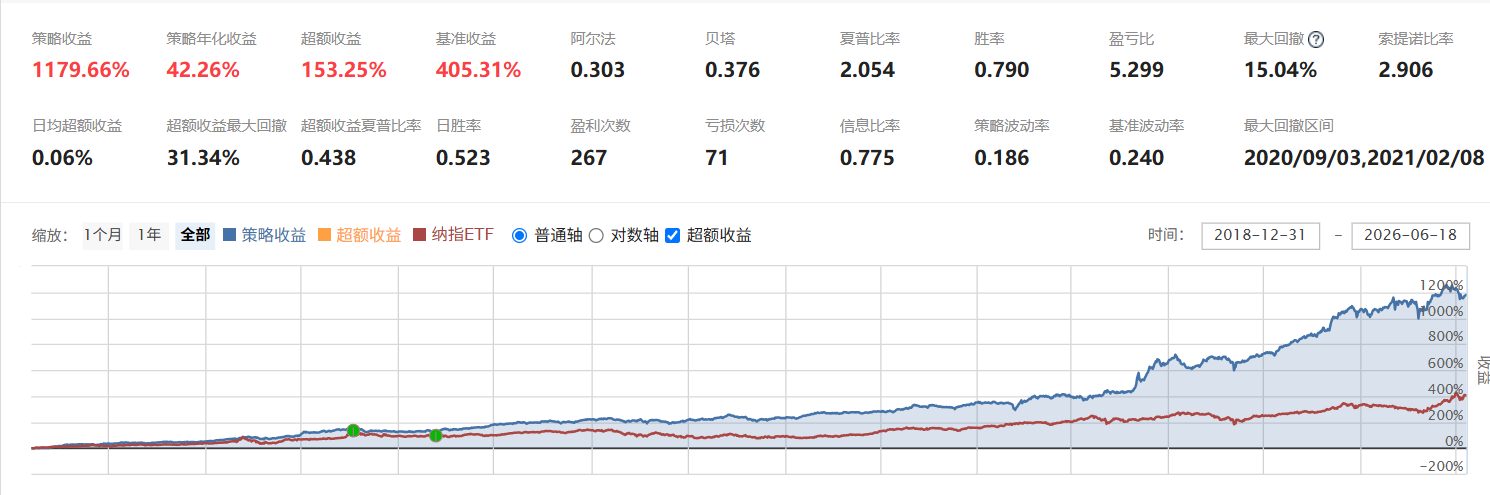 策略收益 策略年化收益 超额收益 基准收益 阿尔法 贝塔 夏普比率 胜率 盈亏比 最大回撤 ? 索提诺比率
1179.66% 42.26% 153.25% 405.31% 0.303 0.376 2.054 0.790 5.299 15.04% 2.906
日均超额收益 超额收益最大回撤 超额收益夏普比率 日胜率 盈利次数 亏损次数 信息比率 策略波动率 基准波动率 最大回撤区间
0.06% 31.34% 0.438 0.523 267 71 0.775 0.186 0.240 2020/09/03,2021/02/08
缩放: 1个月 1年 全部 策略收益 超额收益 纳指ETF 普通轴 对数轴 超额收益 时间: 2018-12-31 - 2026-06-18
1200%
1000%
800%
600%
400%
200%
0%
-200%
收益